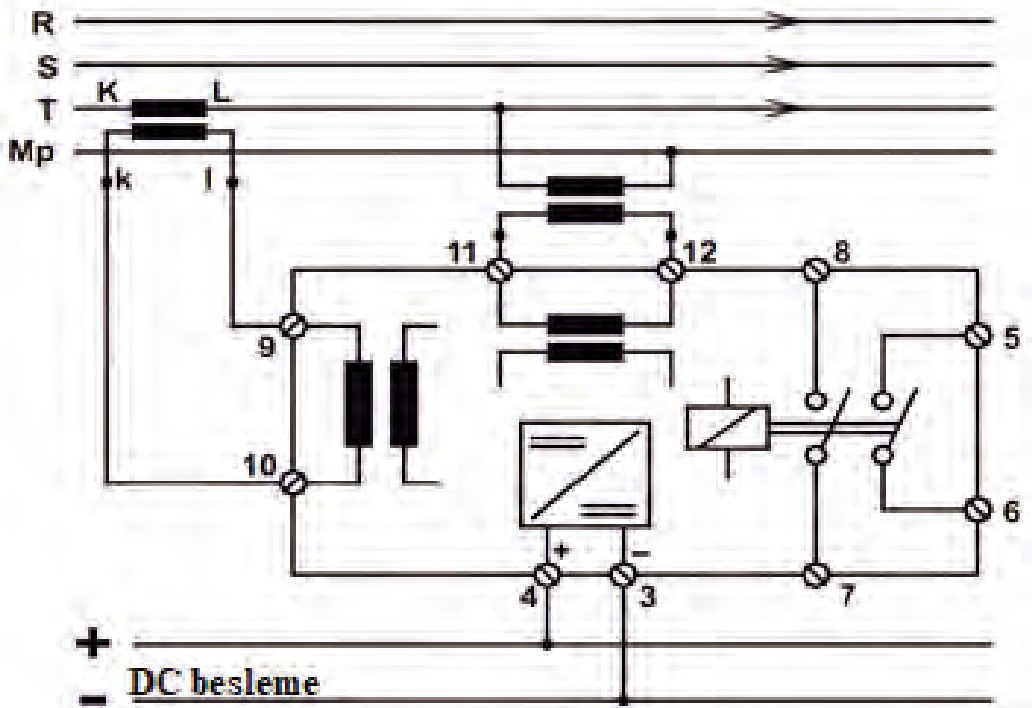 R
S
K L
T
Mp
k l
11 12 8
9 5
10
6
+ −
4 3 7
+
DC besleme
−